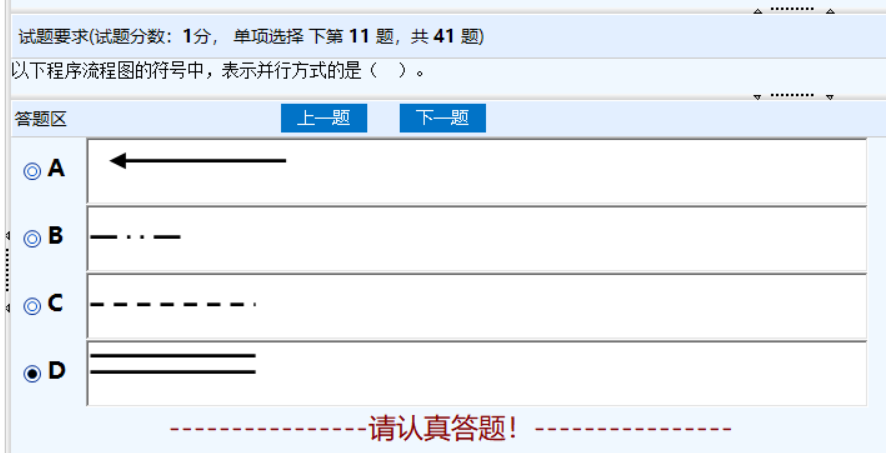 试题要求(试题分数：1分， 单项选择 下第 11 题，共 41 题)
以下程序流程图的符号中，表示并行方式的是（ ）。
答题区 上一题 下一题
A
B
C
D
----------------请认真答题！----------------